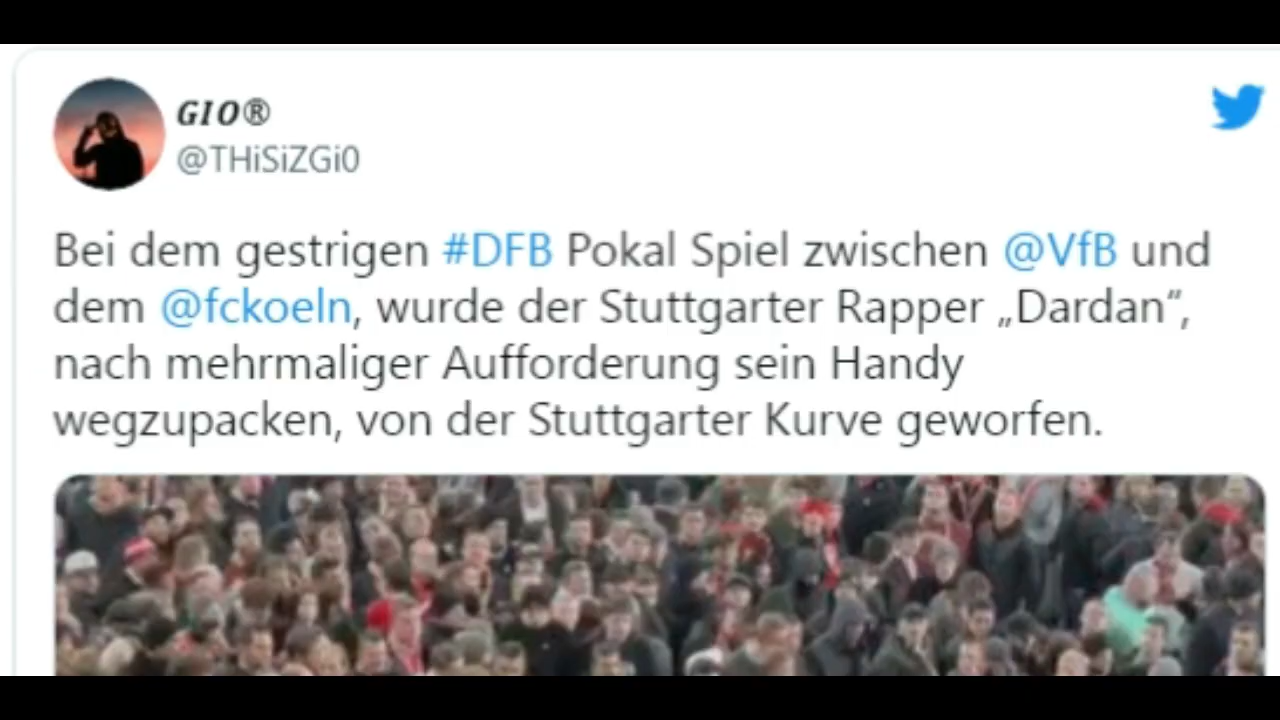 GIO®
@THiSiZGi0
Bei dem gestrigen #DFB Pokal Spiel zwischen @VfB und
dem @fckoeln, wurde der Stuttgarter Rapper „Dardan“,
nach mehrmaliger Aufforderung sein Handy
wegzupacken, von der Stuttgarter Kurve geworfen.